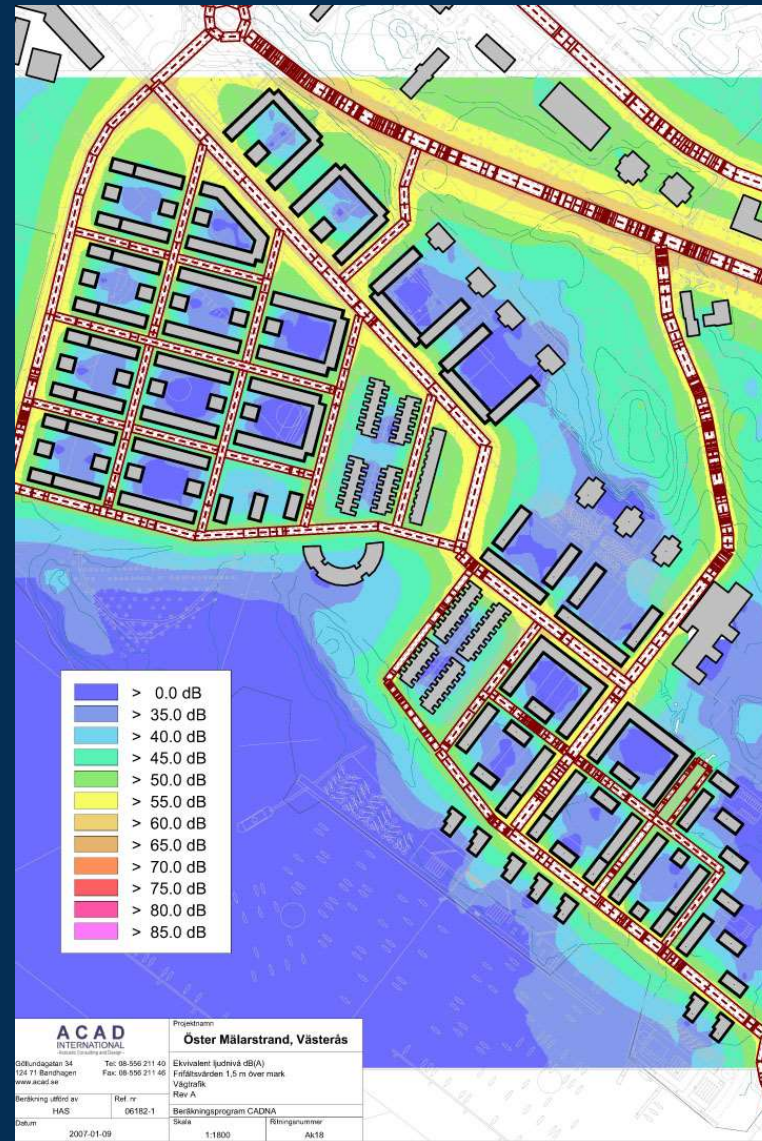 > 0.0 dB
> 35.0 dB
> 40.0 dB
> 45.0 dB
> 50.0 dB
> 55.0 dB
> 60.0 dB
> 65.0 dB
> 70.0 dB
> 75.0 dB
> 80.0 dB
> 85.0 dB
ACAD
INTERNATIONAL
Götlundagatan 34 Tel: 08-556 211 40
124 71 Bandhagen Fax: 08-556 211 46
www.acad.se
Beräkning utförd av Ref. nr
HAS 06182-1
Datum
2007-01-09
Projektnamn
Öster Mälarstrand, Västerås
Ekvivalent ljudnivå dB(A)
Frifältsvärden 1,5 m över mark
Vägtrafik
Rev A
Beräkningsprogram CADNA
Skala Ritningsnummer
1:1800 Ak18